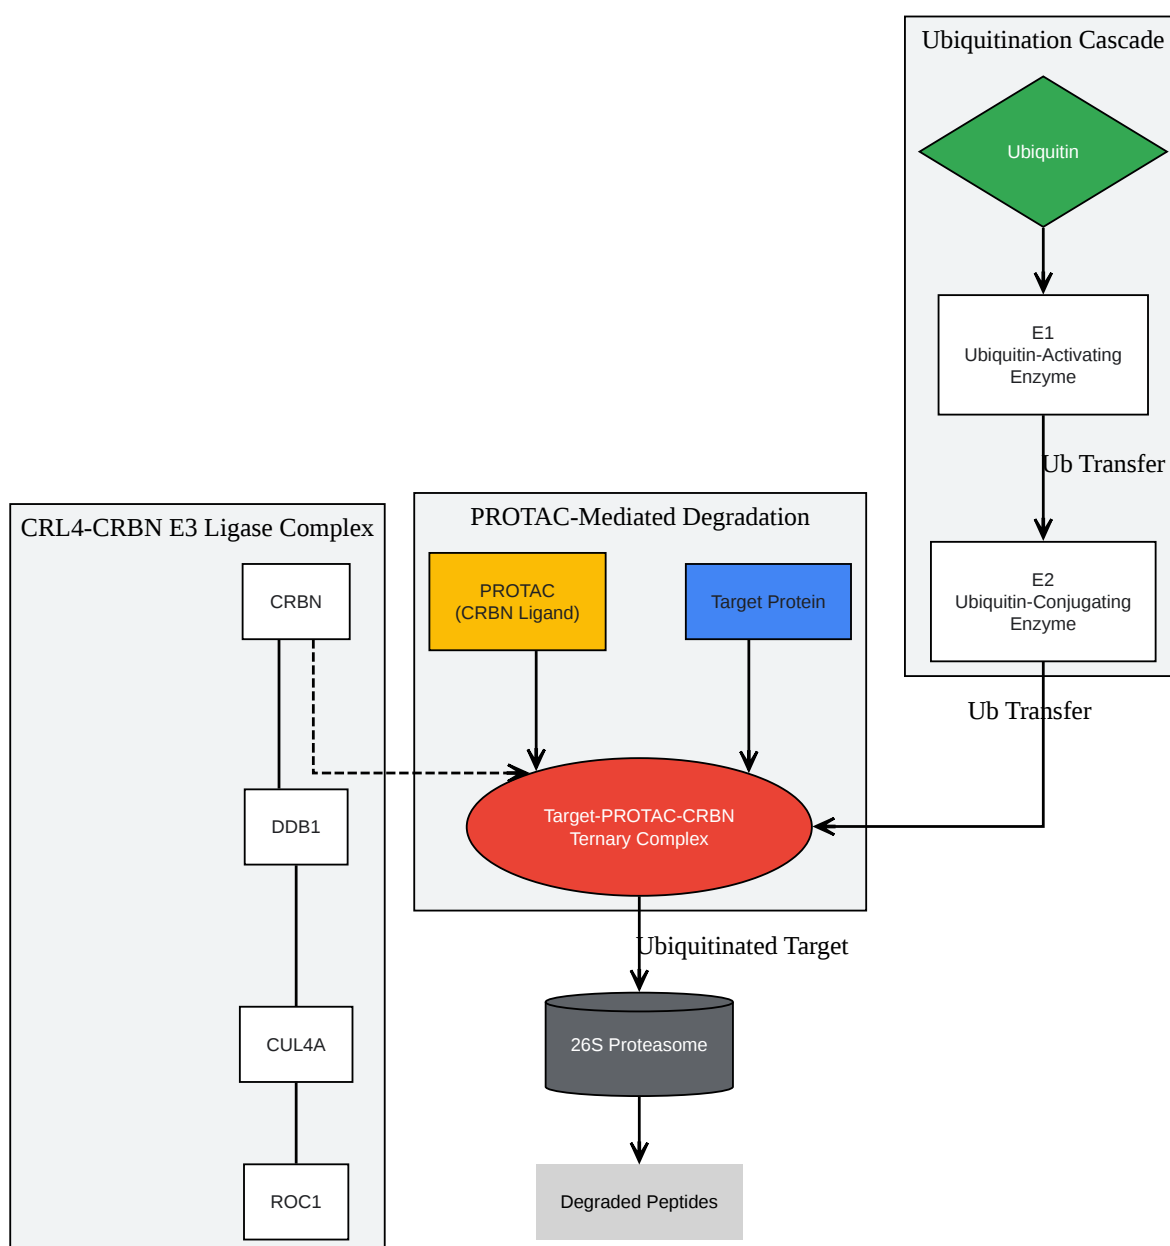 Ubiquitination Cascade
Ubiquitin
E1
Ubiquitin-Activating
Enzyme
Ub Transfer
E2
Ubiquitin-Conjugating
Enzyme
Ub Transfer
CRL4-CRBN E3 Ligase Complex
CRBN
DDB1
CUL4A
ROC1
PROTAC-Mediated Degradation
PROTAC
(CRBN Ligand)
Target Protein
Target-PROTAC-CRBN
Ternary Complex
Ubiquitinated Target
26S Proteasome
Degraded Peptides